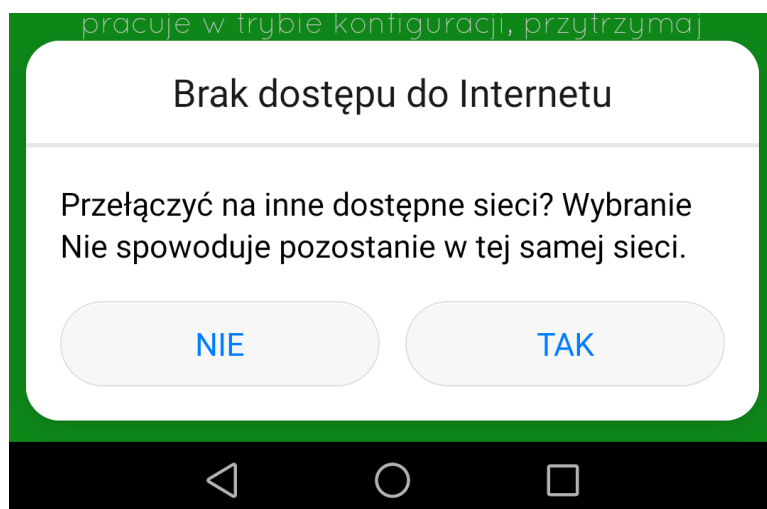 pracuje w trybie konfiguracji, przytrzymaj
Brak dostępu do Internetu
Przełączyć na inne dostępne sieci? Wybranie
Nie spowoduje pozostanie w tej samej sieci.
NIE
TAK